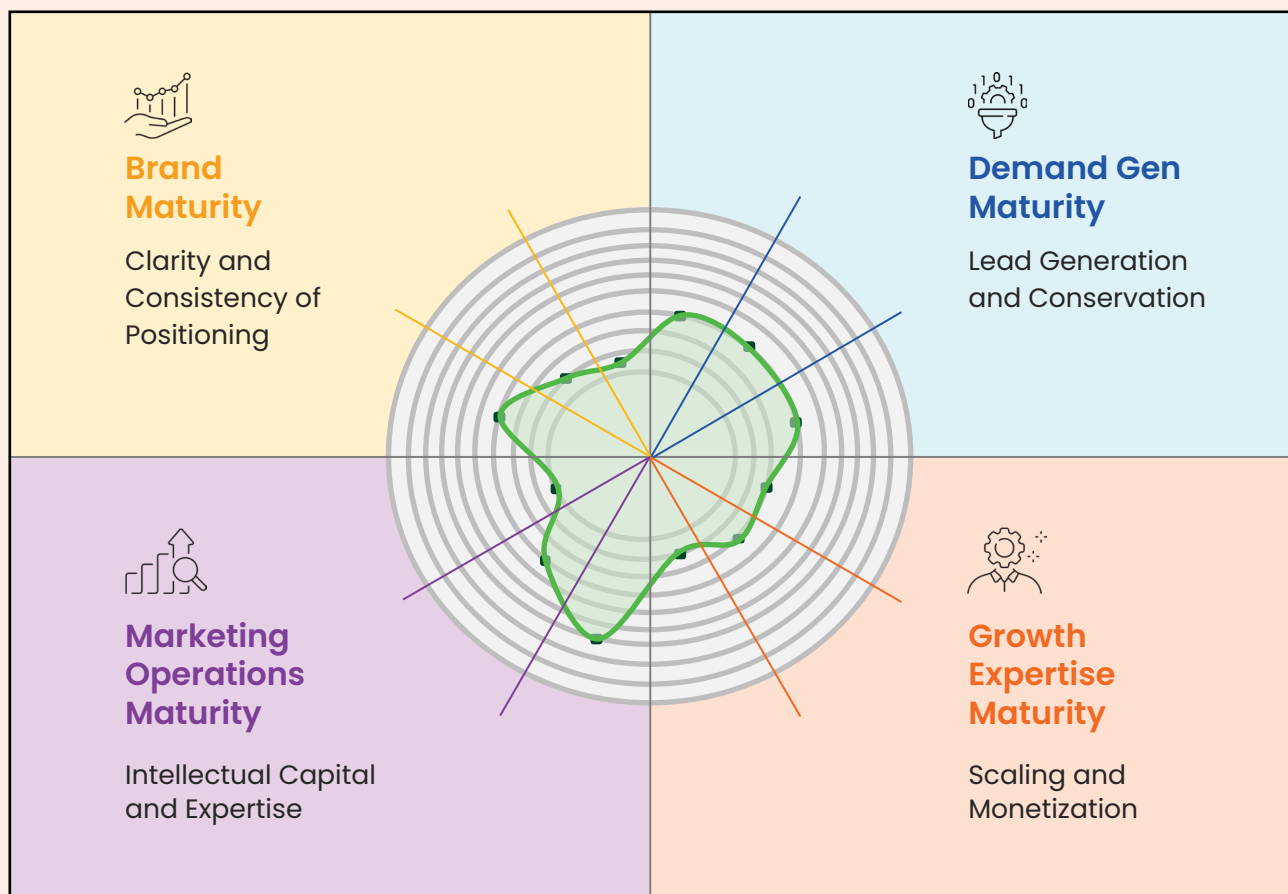 Brand
Maturity
Clarity and
Consistency of
Positioning
Demand Gen
Maturity
Lead Generation
and Conservation
Marketing
Operations
Maturity
Intellectual Capital
and Expertise
Growth
Expertise
Maturity
Scaling and
Monetization